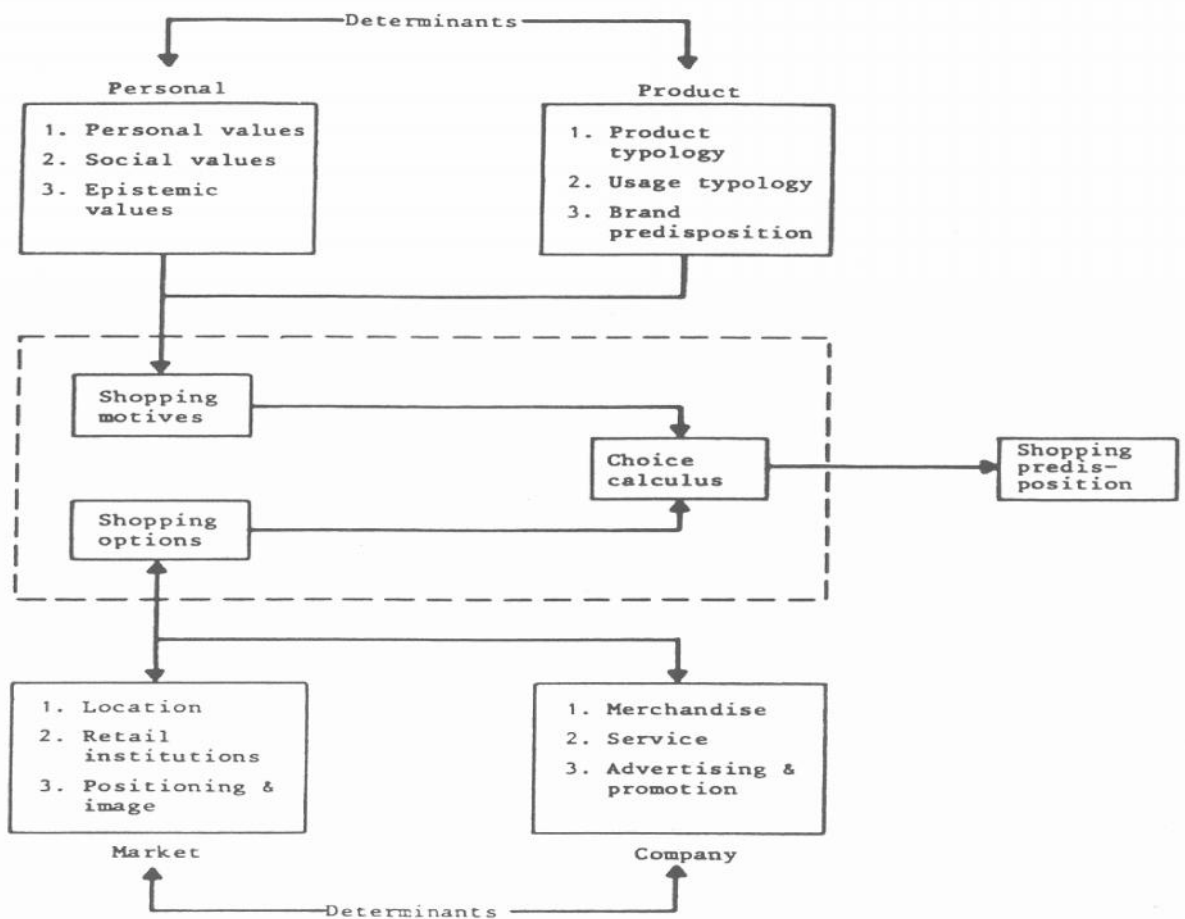 Determinants
Personal
1. Personal values
2. Social values
3. Epistemic
values
Product
1. Product
typology
2. Usage typology
3. Brand
predisposition
Shopping
motives
Choice
calculus
Shopping
predis-
position
Shopping
options
1. Location
2. Retail
institutions
3. Positioning &
image
Market
1. Merchandise
2. Service
3. Advertising &
promotion
Company
Determinants